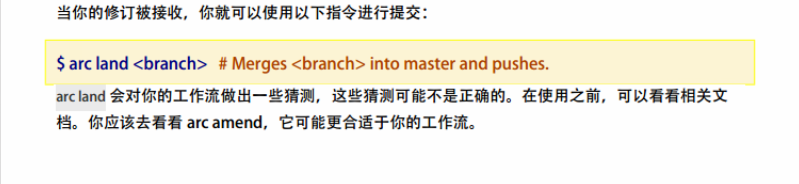 当你的修订被接收，你就可以使用以下指令进行提交：
$ arc land <branch> # Merges <branch> into master and pushes.
arc land 会对你的工作流做出一些猜测，这些猜测可能不是正确的。在使用之前，可以看看相关文
档。你应该去看看 arc amend，它可能更合适于你的工作流。